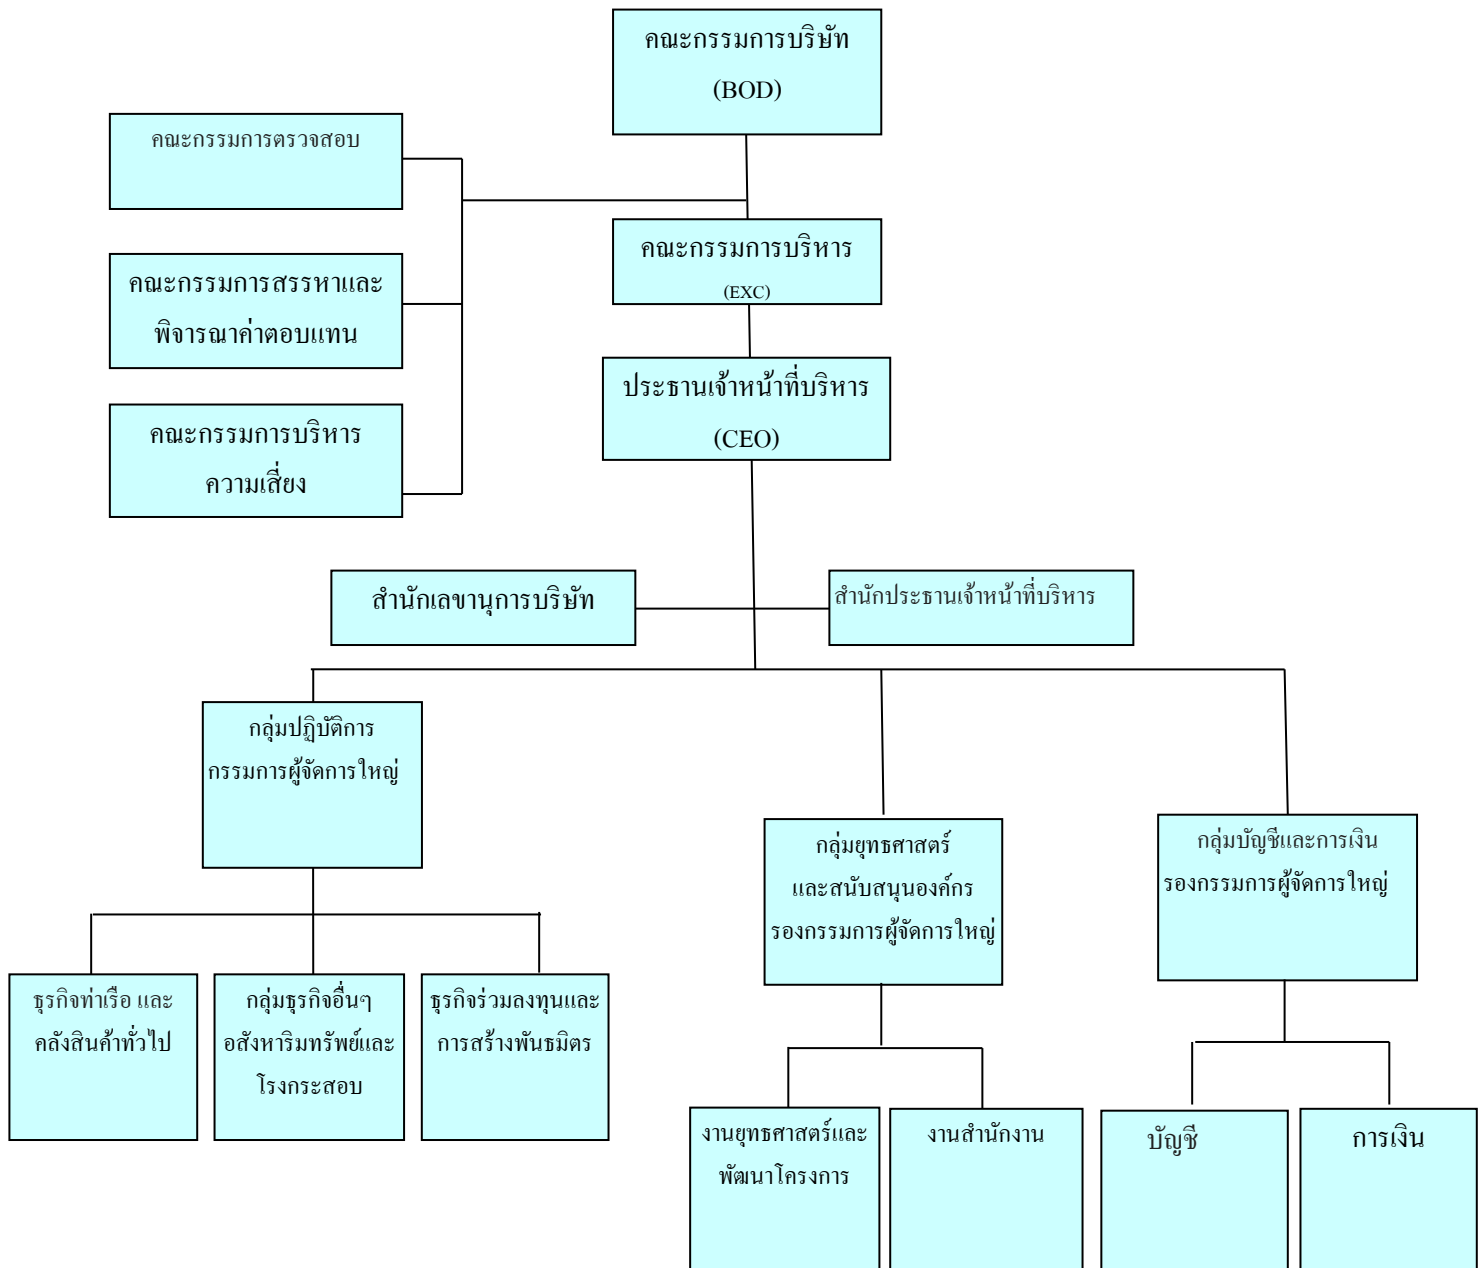 คณะกรรมการบริษัท
(BOD)
คณะกรรมการตรวจสอบ
คณะกรรมการบริหาร
(EXC)
คณะกรรมการสรรหาและ
พิจารณาค่าตอบแทน
ประธานเจ้าหน้าที่บริหาร
(CEO)
คณะกรรมการบริหาร
ความเสี่ยง
สำนักเลขานุการบริษัท
สำนักประธานเจ้าหน้าที่บริหาร
กลุ่มปฏิบัติการ
กรรมการผู้จัดการใหญ่
กลุ่มยุทธศาสตร์
และสนับสนุนองค์กร
รองกรรมการผู้จัดการใหญ่
กลุ่มบัญชีและการเงิน
รองกรรมการผู้จัดการใหญ่
ธุรกิจท่าเรือ และ
คลังสินค้าทั่วไป
กลุ่มธุรกิจอื่นๆ
อสังหาริมทรัพย์และ
โรงกระสอบ
ธุรกิจร่วมลงทุนและ
การสร้างพันธมิตร
งานยุทธศาสตร์และ
พัฒนาโครงการ
งานสำนักงาน
บัญชี
การเงิน